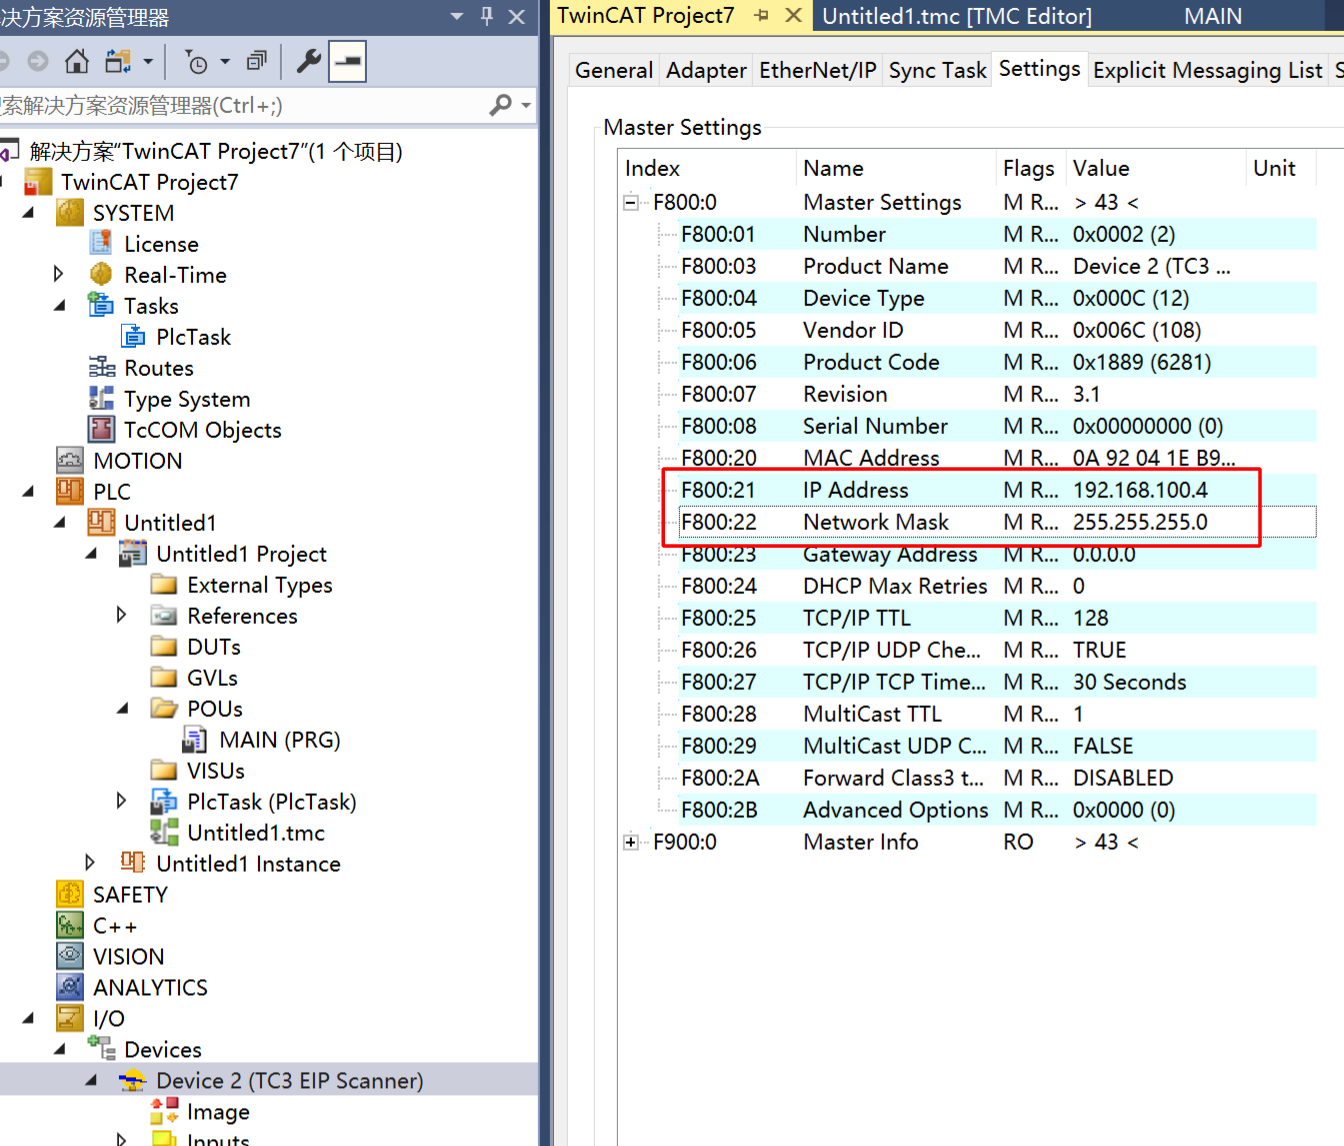 决方案资源管理器
索解决方案资源管理器(Ctrl+;)
解决方案"TwinCAT Project7"(1 个项目)
TwinCAT Project7
SYSTEM
License
Real-Time
Tasks
PlcTask
Routes
Type System
TcCOM Objects
MOTION
PLC
Untitled1
Untitled1 Project
External Types
References
DUTs
GVLs
POUs
MAIN (PRG)
VISUs
PlcTask (PlcTask)
Untitled1.tmc
Untitled1 Instance
SAFETY
C++
VISION
ANALYTICS
I/O
Devices
Device 2 (TC3 EIP Scanner)
Image
Inputs
TwinCAT Project7 Untitled1.tmc [TMC Editor] MAIN
General Adapter EtherNet/IP Sync Task Settings Explicit Messaging List S
Master Settings
Index Name Flags Value Unit
F800:0 Master Settings M R... > 43 <
F800:01 Number M R... 0x0002 (2)
F800:03 Product Name M R... Device 2 (TC3 ...
F800:04 Device Type M R... 0x000C (12)
F800:05 Vendor ID M R... 0x006C (108)
F800:06 Product Code M R... 0x1889 (6281)
F800:07 Revision M R... 3.1
F800:08 Serial Number M R... 0x00000000 (0)
F800:20 MAC Address M R... 0A 92 04 1E B9...
F800:21 IP Address M R... 192.168.100.4
F800:22 Network Mask M R... 255.255.255.0
F800:23 Gateway Address M R... 0.0.0.0
F800:24 DHCP Max Retries M R... 0
F800:25 TCP/IP TTL M R... 128
F800:26 TCP/IP UDP Che... M R... TRUE
F800:27 TCP/IP TCP Time... M R... 30 Seconds
F800:28 MultiCast TTL M R... 1
F800:29 MultiCast UDP C... M R... FALSE
F800:2A Forward Class3 t... M R... DISABLED
F800:2B Advanced Options M R... 0x0000 (0)
F900:0 Master Info RO > 43 <